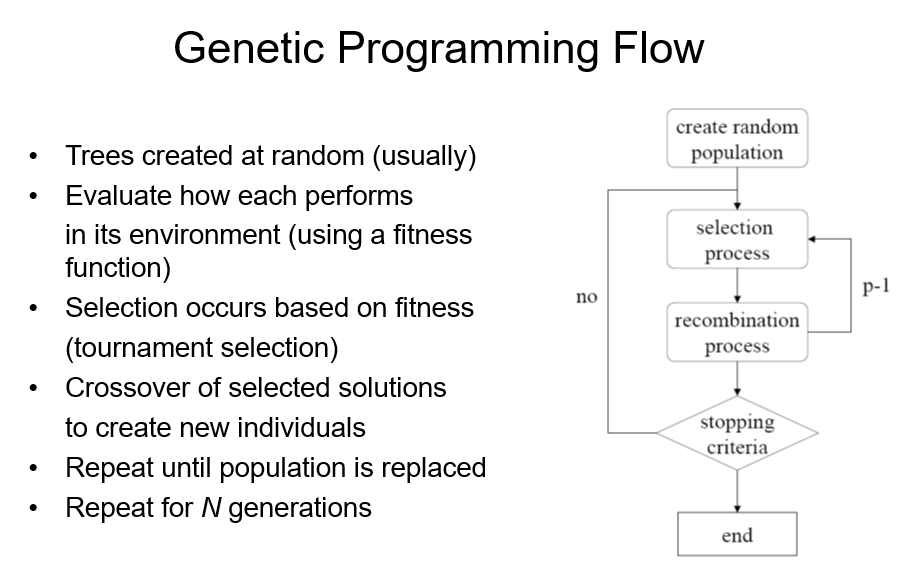 Genetic Programming Flow
• Trees created at random (usually)
• Evaluate how each performs
in its environment (using a fitness
function)
• Selection occurs based on fitness
(tournament selection)
• Crossover of selected solutions
to create new individuals
• Repeat until population is replaced
• Repeat for N generations
create random
population
selection
process
no
p-1
recombination
process
stopping
criteria
end